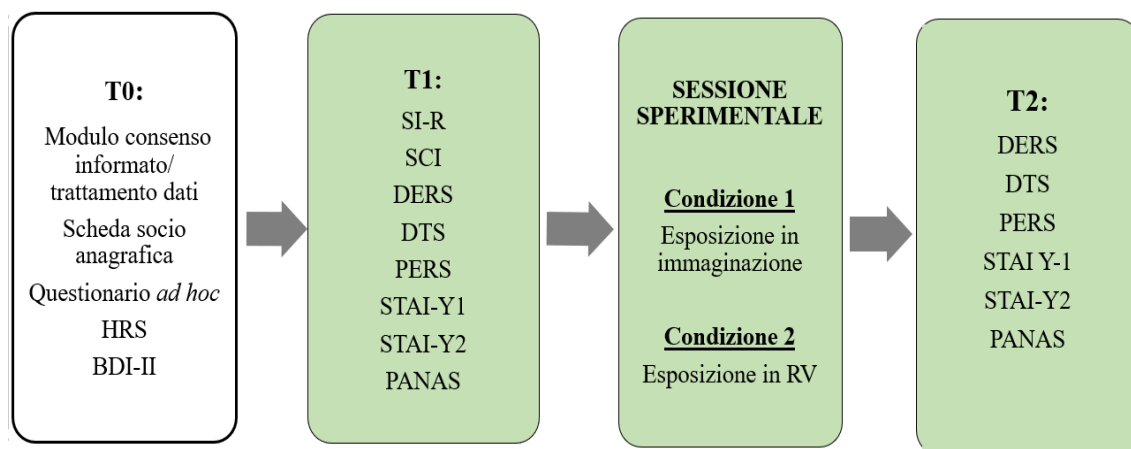 T0:
Modulo consenso
informato/
trattamento dati
Scheda socio
anagrafica
Questionario ad hoc
HRS
BDI-II
T1:
SI-R
SCI
DERS
DTS
PERS
STAI-Y1
STAI-Y2
PANAS
SESSIONE
SPERIMENTALE
Condizione 1
Esposizione in
immaginazione
Condizione 2
Esposizione in RV
T2:
DERS
DTS
PERS
STAI Y-1
STAI-Y2
PANAS